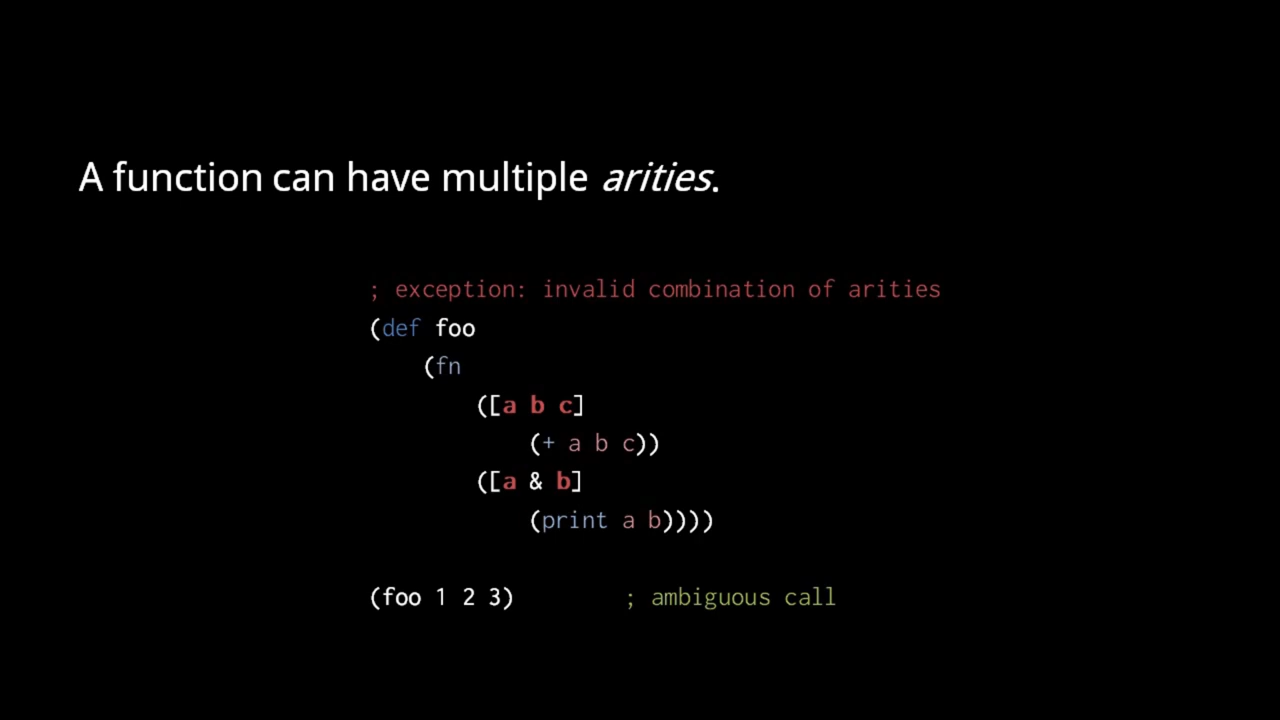 A function can have multiple arities.
; exception: invalid combination of arities
(def foo
(fn
([a b c]
(+ a b c))
([a & b]
(print a b))))
(foo 1 2 3) ; ambiguous call